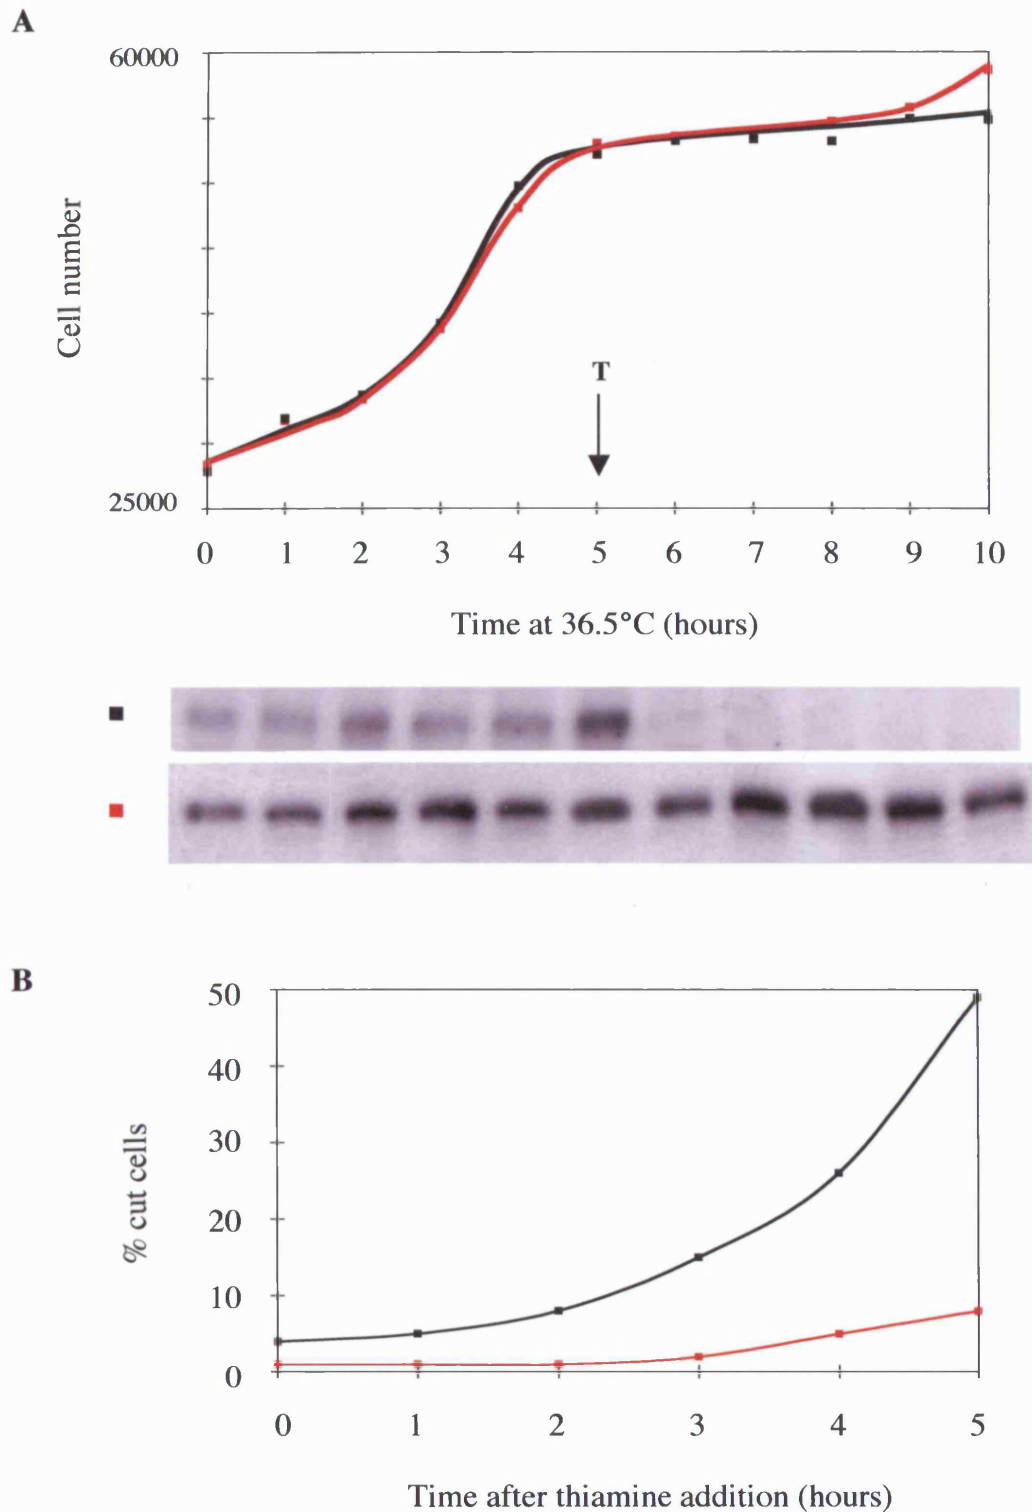 A
60000
Cell number
25000
T
0 1 2 3 4 5 6 7 8 9 10
Time at 36.5°C (hours)
B
50
40
30
20
10
0
% cut cells
0 1 2 3 4 5
Time after thiamine addition (hours)